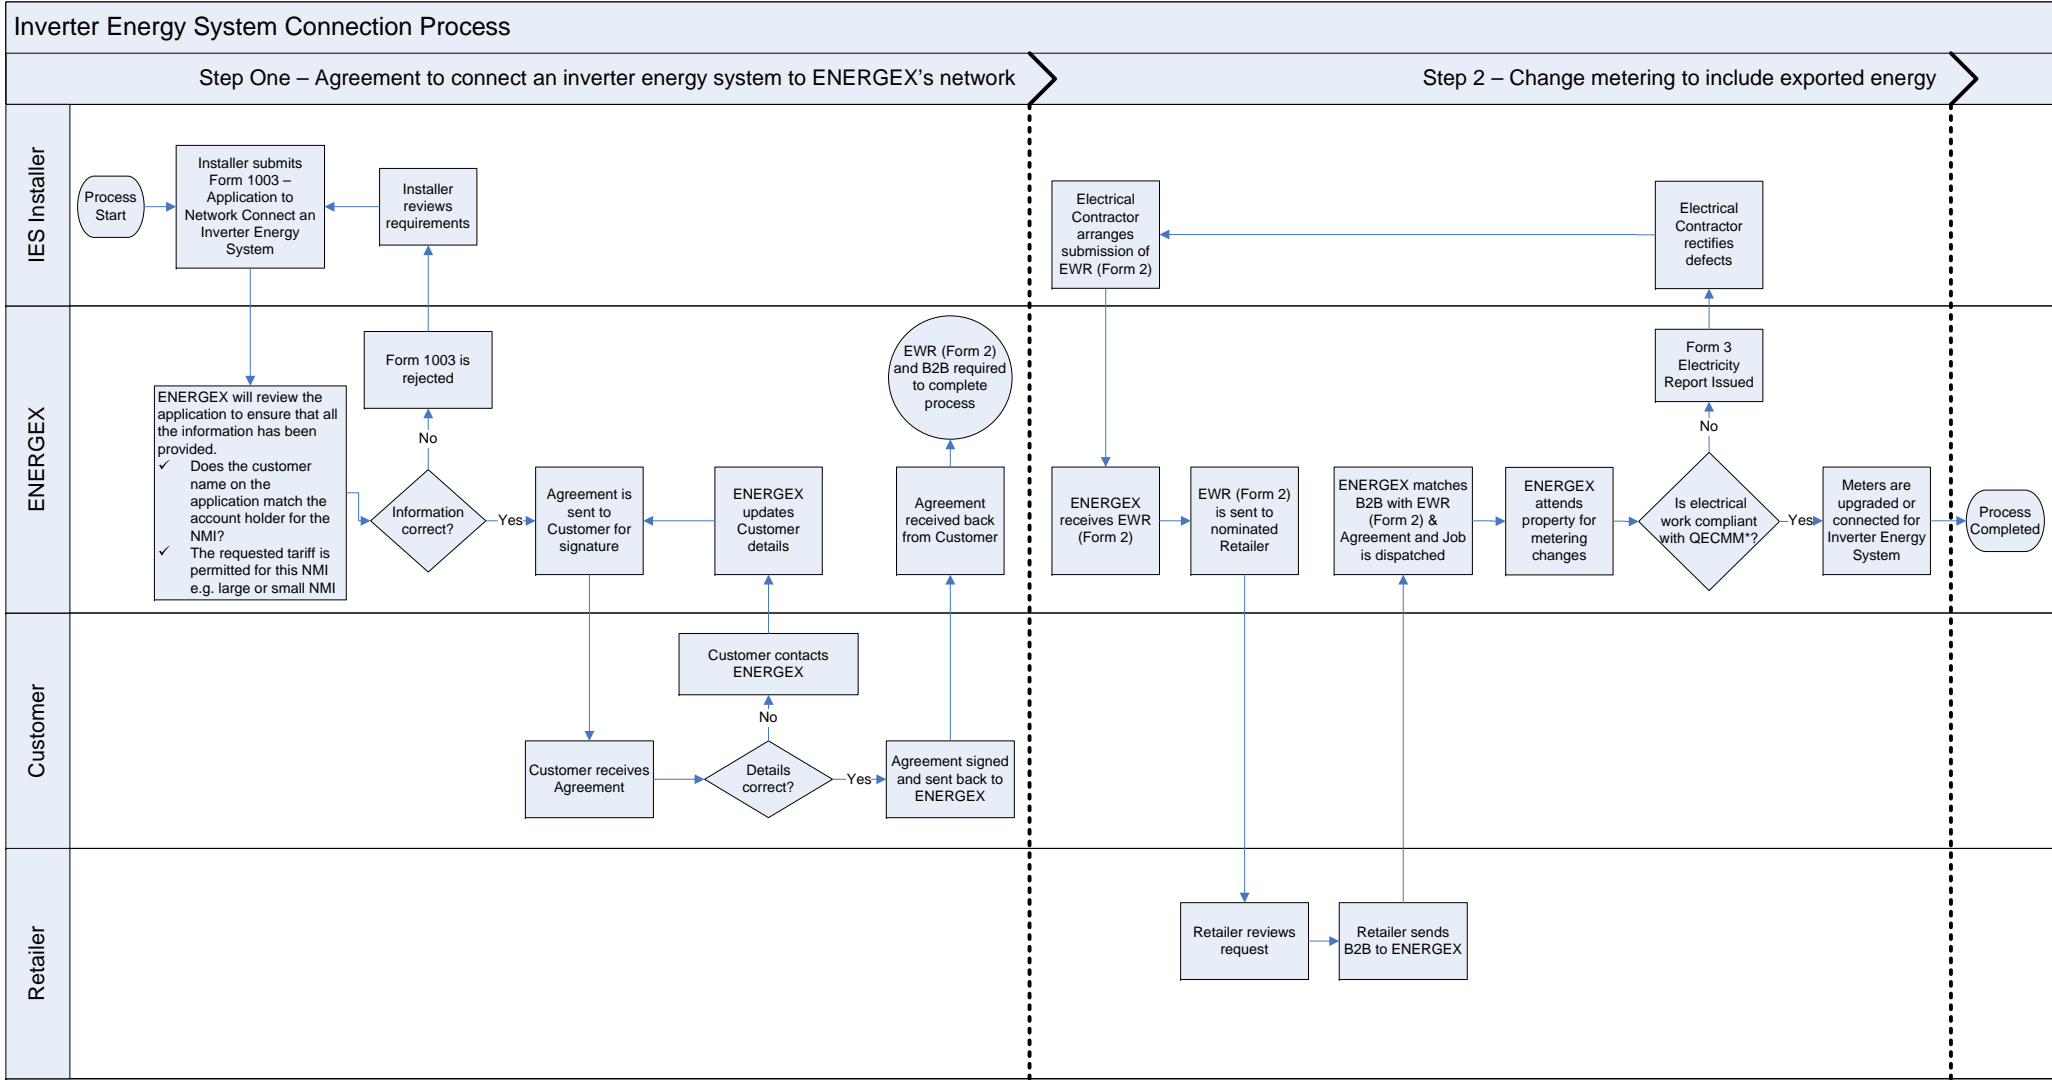 Inverter Energy System Connection Process
Step One – Agreement to connect an inverter energy system to ENERGEX's network
Step 2 – Change metering to include exported energy
IES Installer
Process
Start
Installer submits
Form 1003 –
Application to
Network Connect an
Inverter Energy
System
Installer
reviews
requirements
Electrical
Contractor
arranges
submission of
EWR (Form 2)
Electrical
Contractor
rectifies
defects
ENERGEX
ENERGEX will review the
application to ensure that all
the information has been
provided.
✓ Does the customer
name on the
application match the
account holder for the
NMI?
✓ The requested tariff is
permitted for this NMI
e.g. large or small NMI
Form 1003 is
rejected
No
Information
correct?
Yes
Agreement is
sent to
Customer for
signature
ENERGEX
updates
Customer
details
EWR (Form 2)
and B2B required
to complete
process
Agreement
received back
from Customer
ENERGEX
receives EWR
(Form 2)
EWR (Form 2)
is sent to
nominated
Retailer
ENERGEX matches
B2B with EWR
(Form 2) &
Agreement and Job
is dispatched
ENERGEX
attends
property for
metering
changes
Form 3
Electricity
Report Issued
No
Is electrical
work compliant
with QECMM*?
Yes
Meters are
upgraded or
connected for
Inverter Energy
System
Process
Completed
Customer
Customer contacts
ENERGEX
No
Customer receives
Agreement
Details
correct?
Yes
Agreement signed
and sent back to
ENERGEX
Retailer
Retailer reviews
request
Retailer sends
B2B to ENERGEX